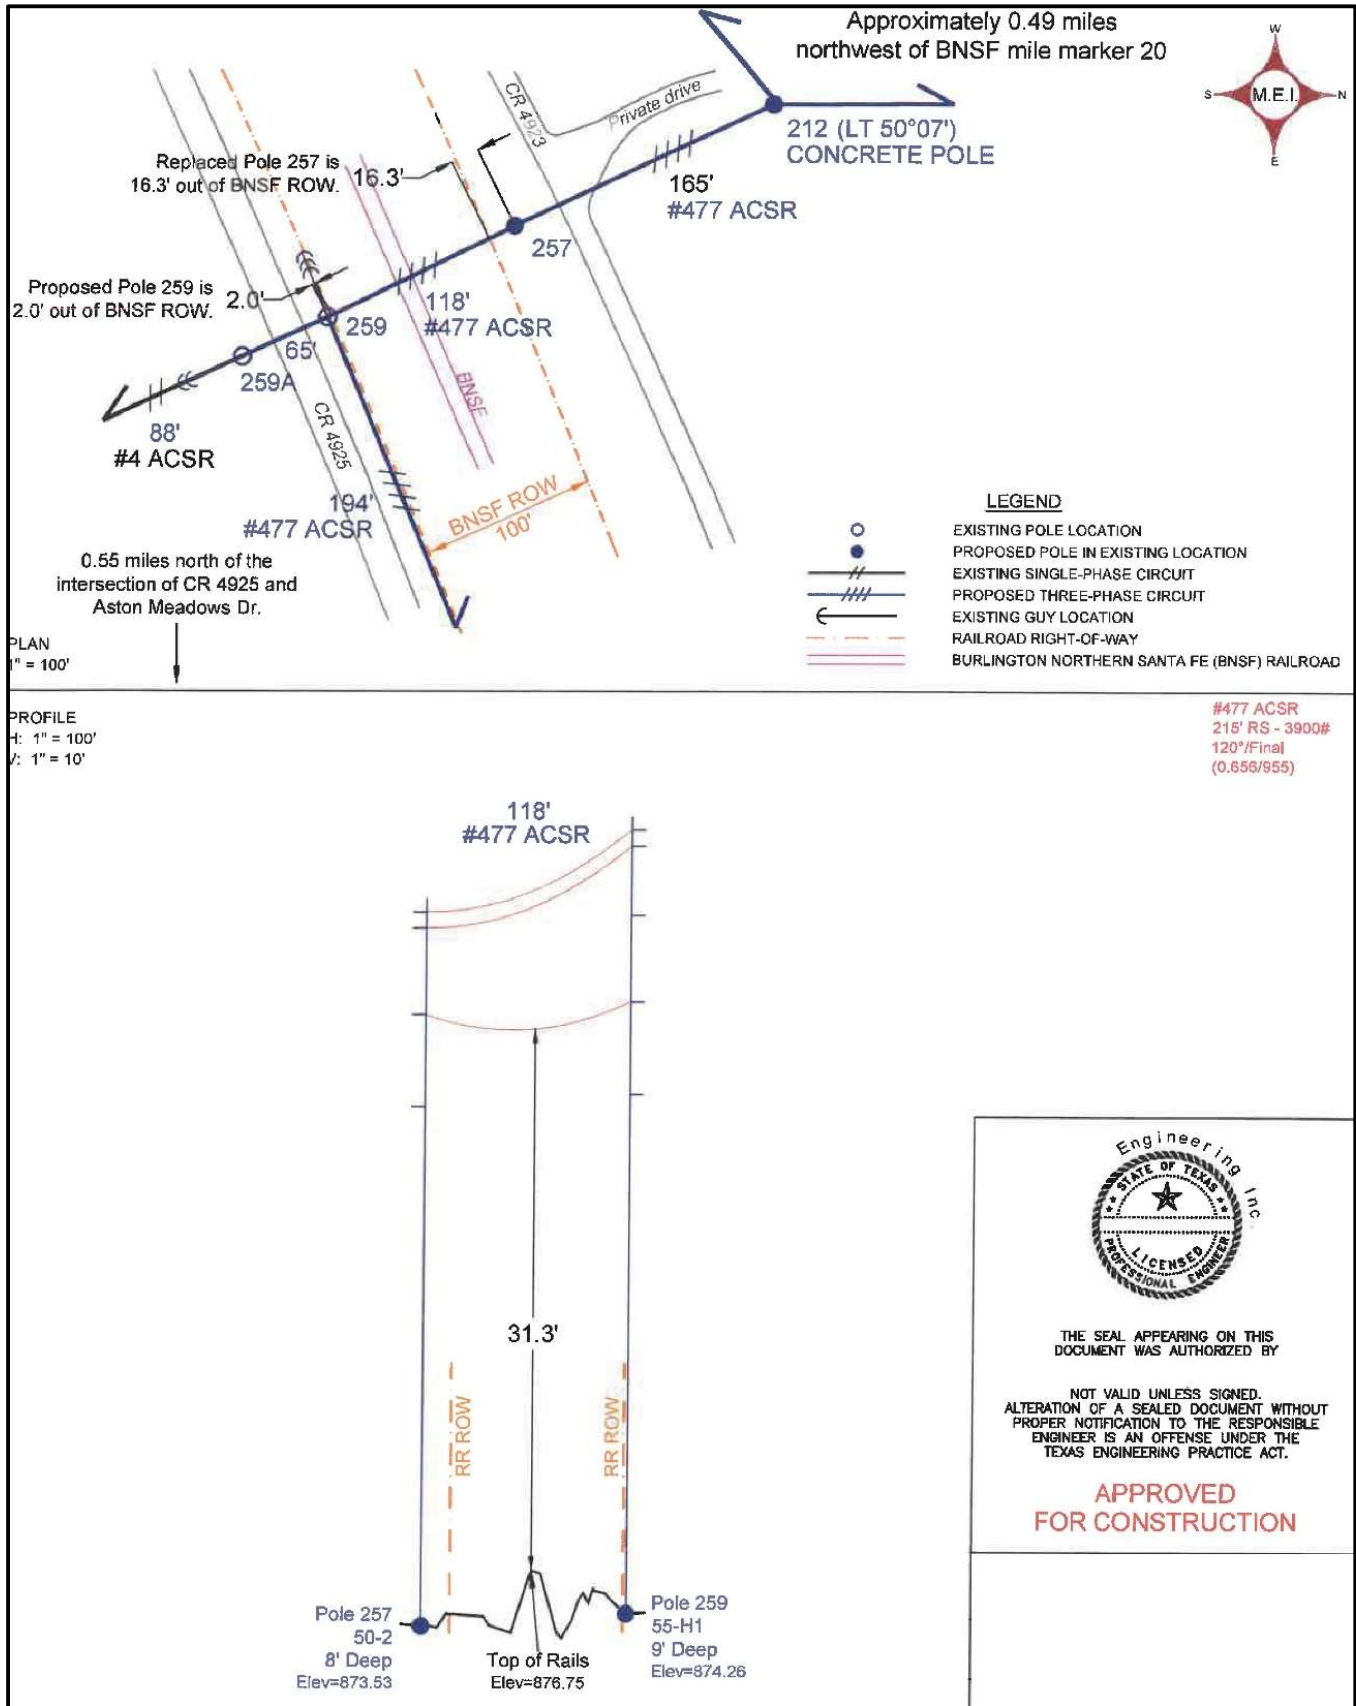 Approximately 0.49 miles
northwest of BNSF mile marker 20
W
S
M.E.I.
N
E
CR 4923
Private drive
212 (LT 50°07')
CONCRETE POLE
Replaced Pole 257 is
16.3' out of BNSF ROW.
16.3'
165'
#477 ACSR
257
Proposed Pole 259 is
2.0' out of BNSF ROW.
2.0'
259
118'
#477 ACSR
65'
259A
BNSF
CR 4925
88'
#4 ACSR
194'
#477 ACSR
BNSF ROW
100'
0.55 miles north of the
intersection of CR 4925 and
Aston Meadows Dr.
LEGEND
EXISTING POLE LOCATION
PROPOSED POLE IN EXISTING LOCATION
EXISTING SINGLE-PHASE CIRCUIT
PROPOSED THREE-PHASE CIRCUIT
EXISTING GUY LOCATION
RAILROAD RIGHT-OF-WAY
BURLINGTON NORTHERN SANTA FE (BNSF) RAILROAD
PLAN
1" = 100'
PROFILE
H: 1" = 100'
V: 1" = 10'
#477 ACSR
215' RS - 3900#
120°/Final
(0.656/955)
118'
#477 ACSR
31.3'
RR ROW
RR ROW
Pole 257
50-2
8' Deep
Elev=873.53
Top of Rails
Elev=876.75
Pole 259
55-H1
9' Deep
Elev=874.26
Engineering Inc.
STATE OF TEXAS
LICENSED
PROFESSIONAL ENGINEER
THE SEAL APPEARING ON THIS
DOCUMENT WAS AUTHORIZED BY
NOT VALID UNLESS SIGNED.
ALTERATION OF A SEALED DOCUMENT WITHOUT
PROPER NOTIFICATION TO THE RESPONSIBLE
ENGINEER IS AN OFFENSE UNDER THE
TEXAS ENGINEERING PRACTICE ACT.
APPROVED
FOR CONSTRUCTION